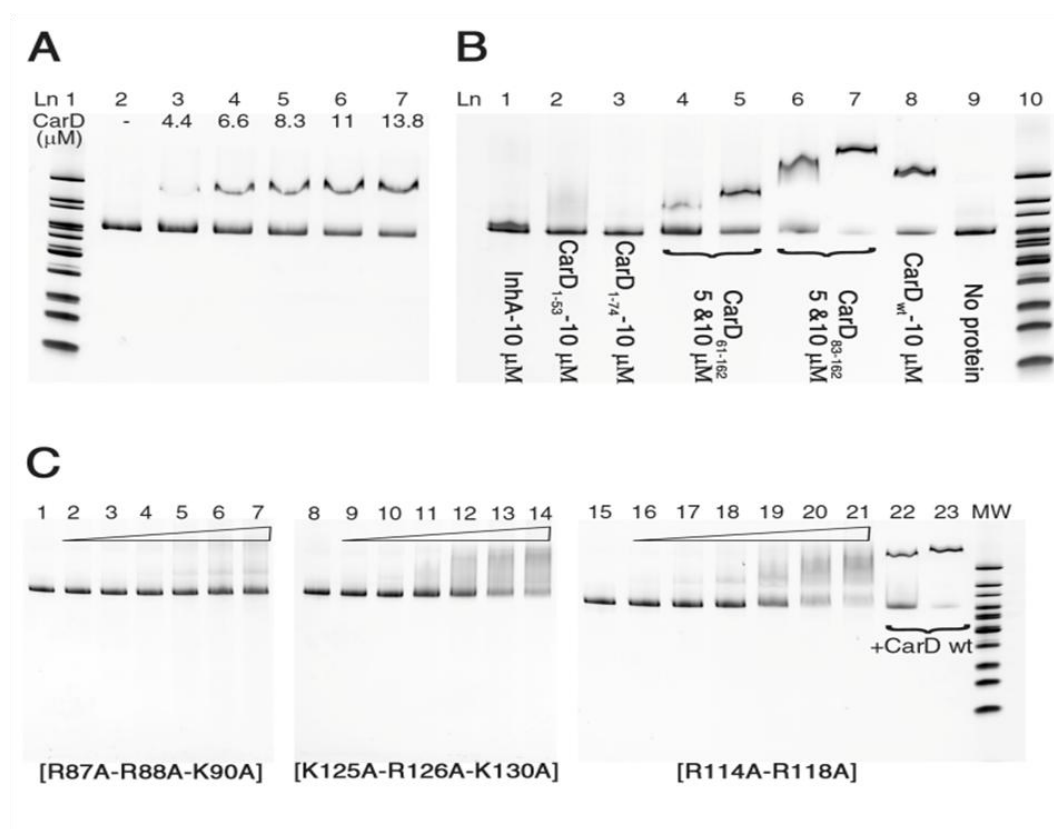 A
Ln 1 2 3 4 5 6 7
CarD - 4.4 6.6 8.3 11 13.8
(μM)
B
Ln 1 2 3 4 5 6 7 8 9 10
InhA-10 μM
CarD1-53-10 μM
CarD1-74-10 μM
CarD61-162
5 &10 μM
CarD83-162
5 &10 μM
CarDwt-10 μM
No protein
C
1 2 3 4 5 6 7 8 9 10 11 12 13 14 15 16 17 18 19 20 21 22 23 MW
+CarD wt
[R87A-R88A-K90A] [K125A-R126A-K130A] [R114A-R118A]